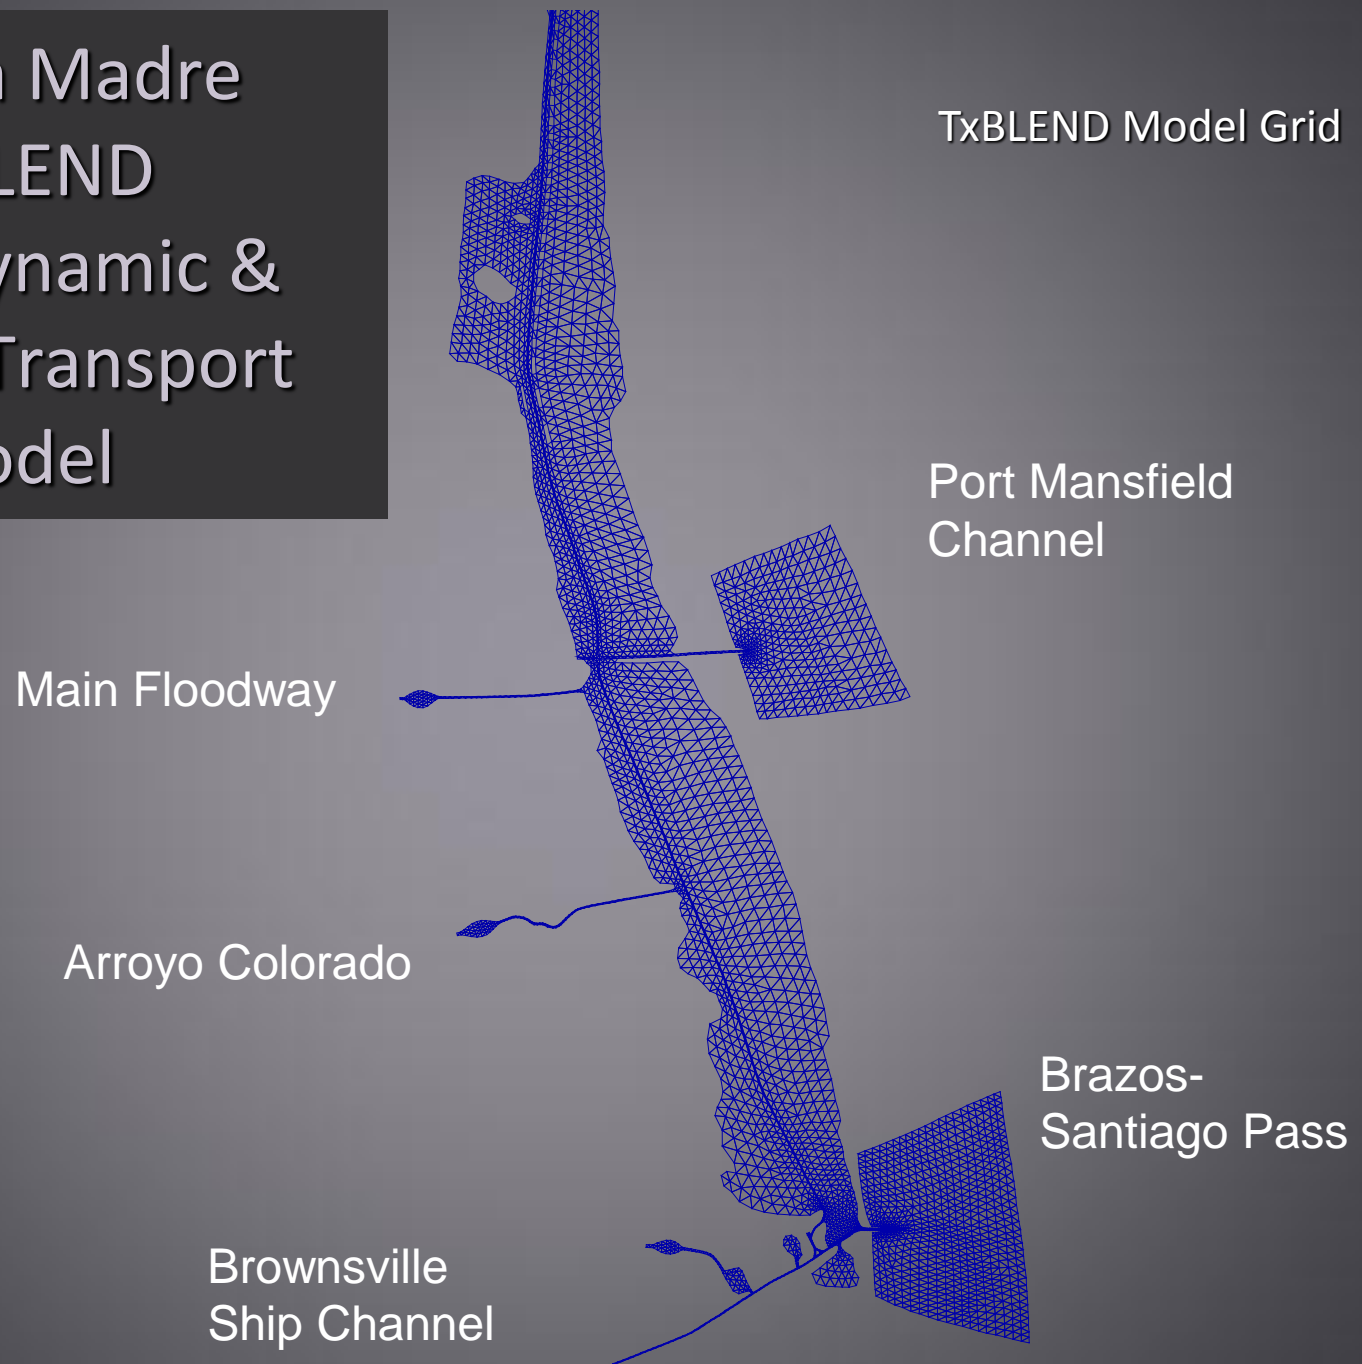 Madre
LEND
ynamic &
Transport
odel
TxBLEND Model Grid
Port Mansfield
Channel
Main Floodway
Arroyo Colorado
Brazos-
Santiago Pass
Brownsville
Ship Channel